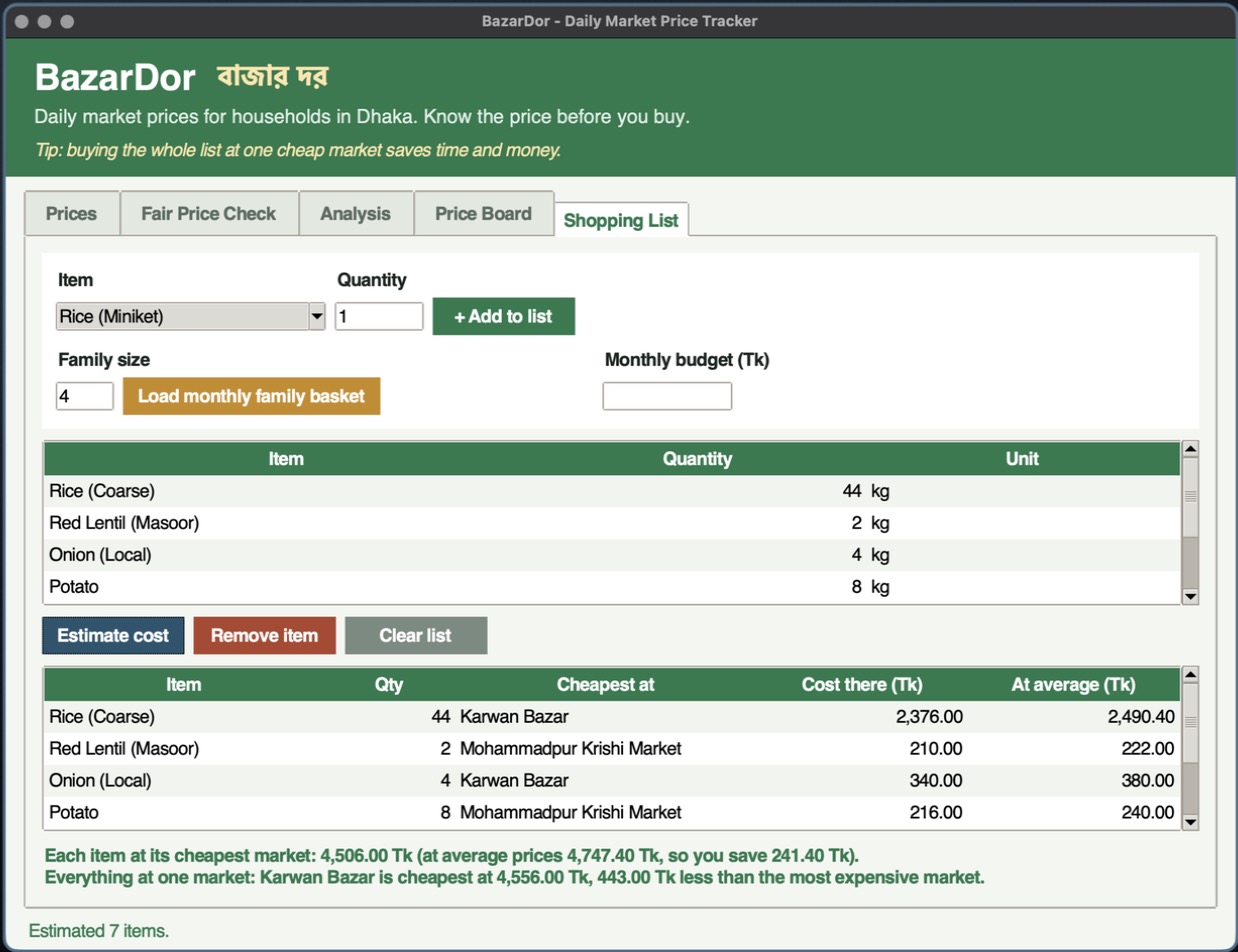 BazarDor - Daily Market Price Tracker
BazarDor বাজার দর
Daily market prices for households in Dhaka. Know the price before you buy.
Tip: buying the whole list at one cheap market saves time and money.
Prices Fair Price Check Analysis Price Board Shopping List
Item Quantity
Rice (Miniket) 1 + Add to list
Family size Monthly budget (Tk)
4 Load monthly family basket
Item Quantity Unit
Rice (Coarse) 44 kg
Red Lentil (Masoor) 2 kg
Onion (Local) 4 kg
Potato 8 kg
Estimate cost Remove item Clear list
Item Qty Cheapest at Cost there (Tk) At average (Tk)
Rice (Coarse) 44 Karwan Bazar 2,376.00 2,490.40
Red Lentil (Masoor) 2 Mohammadpur Krishi Market 210.00 222.00
Onion (Local) 4 Karwan Bazar 340.00 380.00
Potato 8 Mohammadpur Krishi Market 216.00 240.00
Each item at its cheapest market: 4,506.00 Tk (at average prices 4,747.40 Tk, so you save 241.40 Tk).
Everything at one market: Karwan Bazar is cheapest at 4,556.00 Tk, 443.00 Tk less than the most expensive market.
Estimated 7 items.